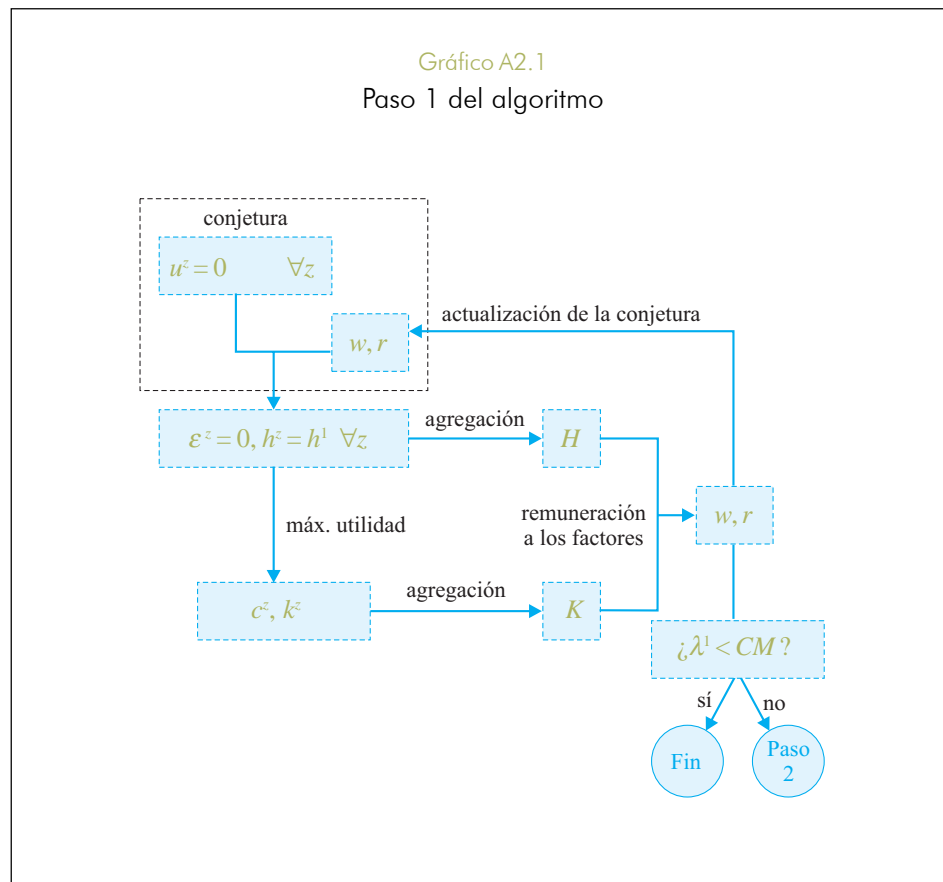 Gráfico A2.1
Paso 1 del algoritmo
conjetura
u^z = 0 ∀z
actualización de la conjetura
w, r
ε^z = 0, h^z = h^1 ∀z
agregación
H
máx. utilidad
remuneración
a los factores
w, r
c^z, k^z
agregación
K
¿λ^1 < CM?
sí
no
Fin
Paso
2